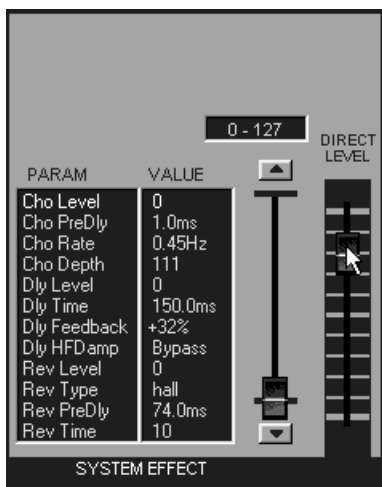 0 - 127
DIRECT
LEVEL
PARAM VALUE
Cho Level 0
Cho PreDly 1.0ms
Cho Rate 0.45Hz
Cho Depth 111
Dly Level 0
Dly Time 150.0ms
Dly Feedback +32%
Dly HFDamp Bypass
Rev Level 0
Rev Type hall
Rev PreDly 74.0ms
Rev Time 10
SYSTEM EFFECT